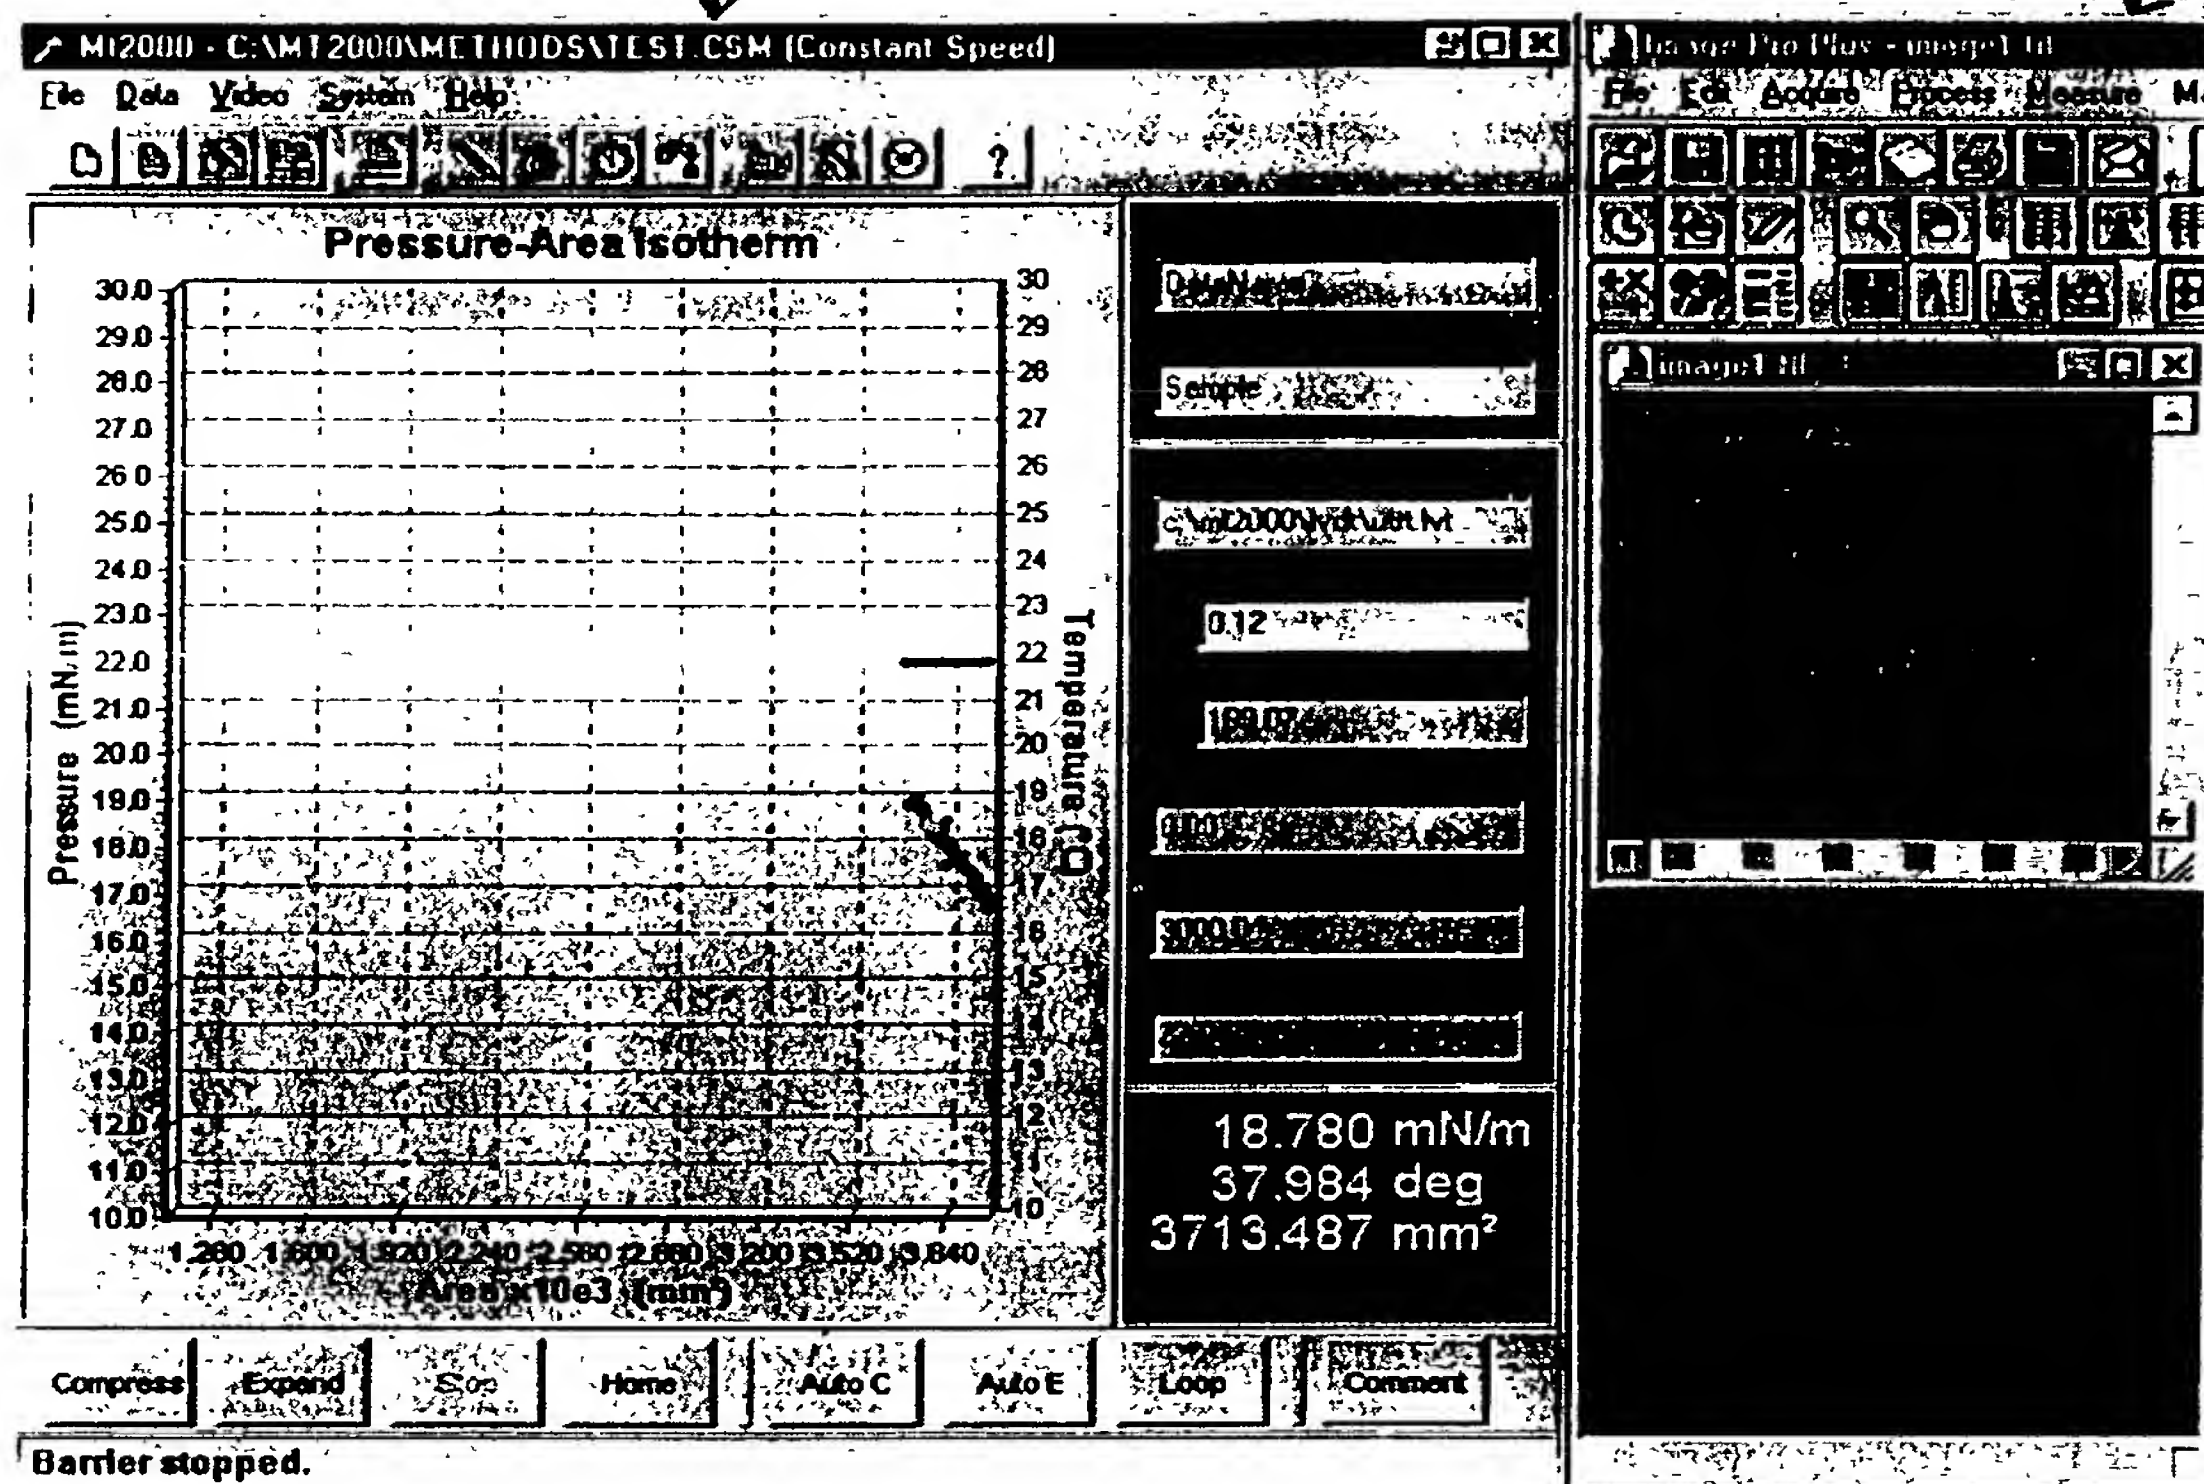 MT2000 - C:\MT2000\METHODS\TEST.CSM (Constant Speed)
File Data Video System Help
?
Pressure-Area Isotherm
30.0
29.0
28.0
27.0
26.0
25.0
24.0
23.0
22.0
21.0
20.0
19.0
18.0
17.0
16.0
15.0
14.0
13.0
12.0
11.0
10.0
Pressure (mN/m)
30
29
28
27
26
25
24
23
22
21
20
19
18
17
16
15
14
13
12
11
10
Temperature (C)
1.280 1.600 1.920 2.240 2.560 2.880 3.200 3.520 3.840
Area x10e3 (mm²)
Sample
0.12
18.780 mN/m
37.984 deg
3713.487 mm²
Compress Expand Stop Home Auto C Auto E Loop Comment
Barrier stopped.
Image Pro Plus - image1.tif
File Edit Acquire Process Measure
image1.tif